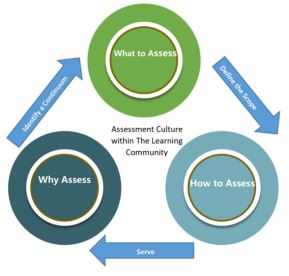 What to Assess
Identify a Continuum
Define the Scope
Assessment Culture
within The Learning
Community
Why Assess
How to Assess
Serve